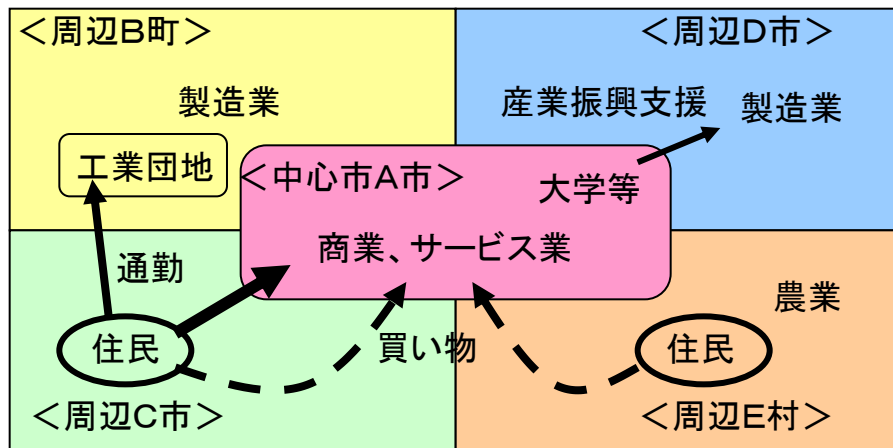 ＜周辺Ｂ町＞
＜周辺Ｄ市＞
製造業
産業振興支援
製造業
工業団地
＜中心市Ａ市＞
大学等
商業、サービス業
通勤
農業
住民
買い物
住民
＜周辺Ｃ市＞
＜周辺Ｅ村＞